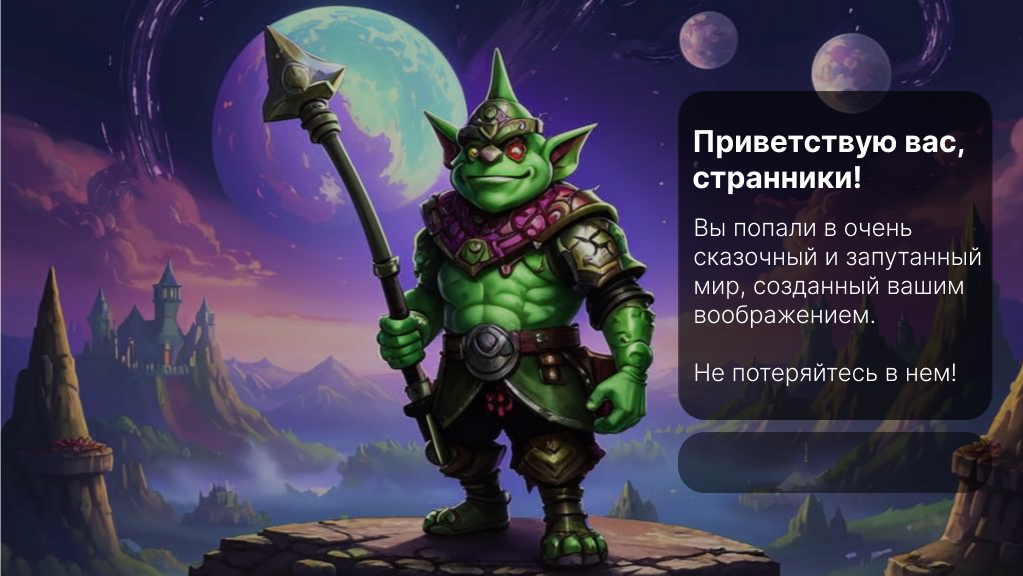 Приветствую вас,
странники!
Вы попали в очень
сказочный и запутанный
мир, созданный вашим
воображением.
Не потеряйтесь в нем!